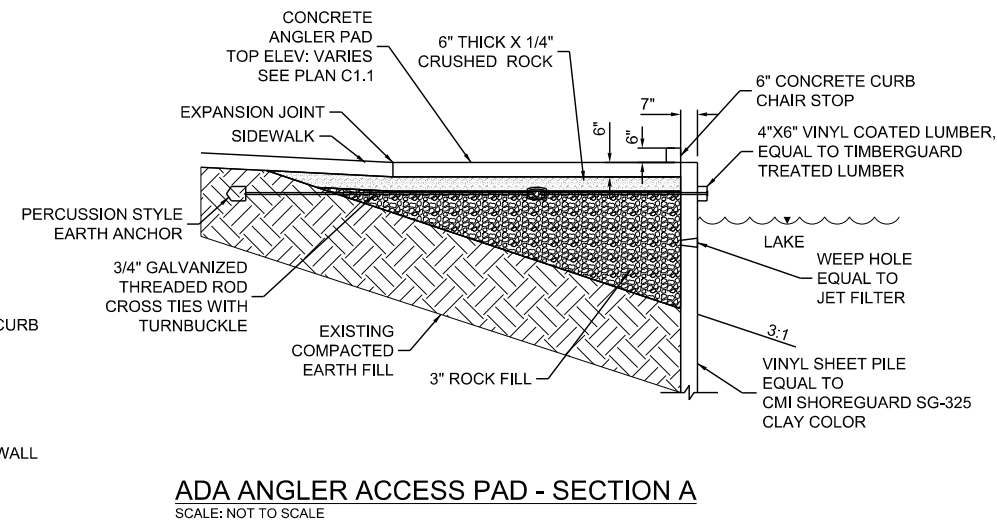 CONCRETE
ANGLER PAD
TOP ELEV: VARIES
SEE PLAN C1.1
6" THICK X 1/4"
CRUSHED ROCK
EXPANSION JOINT
SIDEWALK
6"
6"
7"
6" CONCRETE CURB
CHAIR STOP
4"X6" VINYL COATED LUMBER,
EQUAL TO TIMBERGUARD
TREATED LUMBER
PERCUSSION STYLE
EARTH ANCHOR
LAKE
WEEP HOLE
EQUAL TO
JET FILTER
3/4" GALVANIZED
THREADED ROD
CROSS TIES WITH
TURNBUCKLE
CURB
EXISTING
COMPACTED
EARTH FILL
3" ROCK FILL
3:1
VINYL SHEET PILE
EQUAL TO
CMI SHOREGUARD SG-325
CLAY COLOR
WALL
ADA ANGLER ACCESS PAD - SECTION A
SCALE: NOT TO SCALE